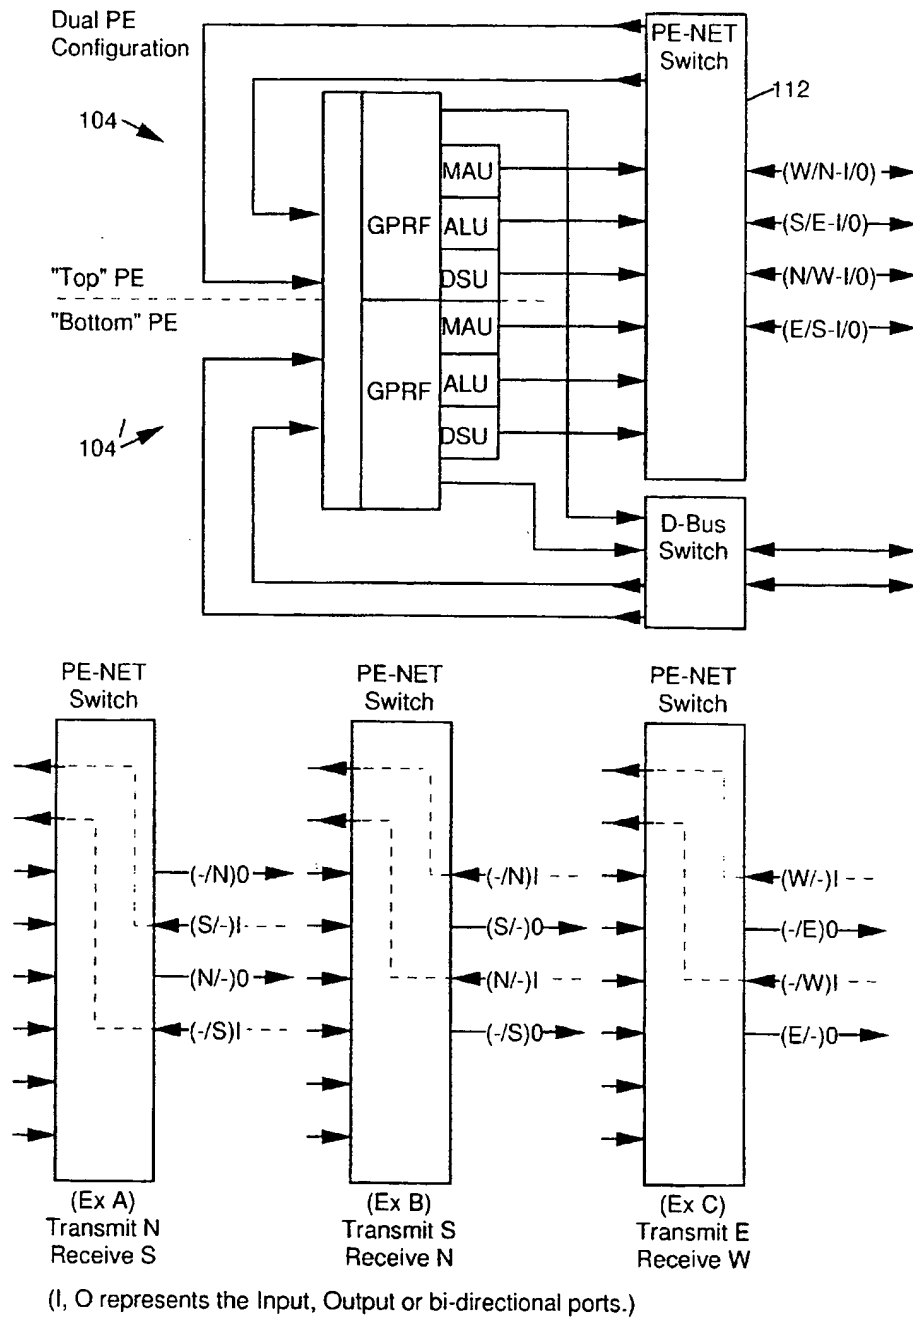 Dual PE
Configuration
PE-NET
Switch
112
104
MAU
(W/N-I/0)
GPRF
ALU
(S/E-I/0)
"Top" PE
DSU
(N/W-I/0)
"Bottom" PE
MAU
(E/S-I/0)
GPRF
ALU
104'
DSU
D-Bus
Switch
PE-NET
Switch
PE-NET
Switch
PE-NET
Switch
(-/N)0
(S/-)I
(N/-)0
(-/S)I
(-/N)I
(S/-)0
(N/-)I
(-/S)0
(W/-)I
(-/E)0
(-/W)I
(E/-)0
(Ex A)
Transmit N
Receive S
(Ex B)
Transmit S
Receive N
(Ex C)
Transmit E
Receive W
(I, O represents the Input, Output or bi-directional ports.)